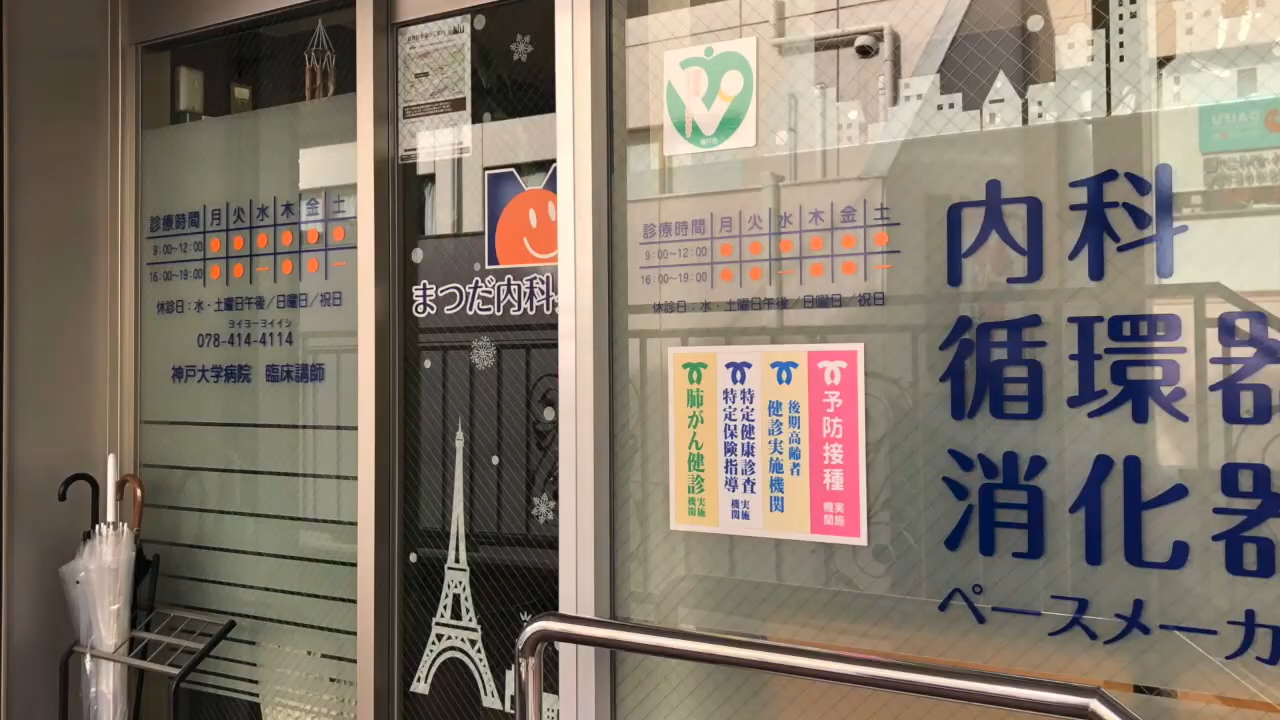 診療時間 月 火 水 木 金 土
9:00〜12:00 ● ● ● ● ● ●
16:00〜19:00 ● ● ー ● ● ー
休診日：水・土曜日午後／日曜日／祝日
ヨイヨーヨイイシ
078-414-4114
神戸大学病院 臨床講師
まつだ内科
神戸市
診療時間 月 火 水 木 金 土
9:00〜12:00 ● ● ● ● ● ●
16:00〜19:00 ● ● ー ● ● ー
休診日：水・土曜日午後／日曜日／祝日
肺がん健診 実施機関
特定健康診査
特定保険指導 実施機関
後期高齢者
健診実施機関
予防接種 実施機関
内科
循環器
消化器
ペースメーカ